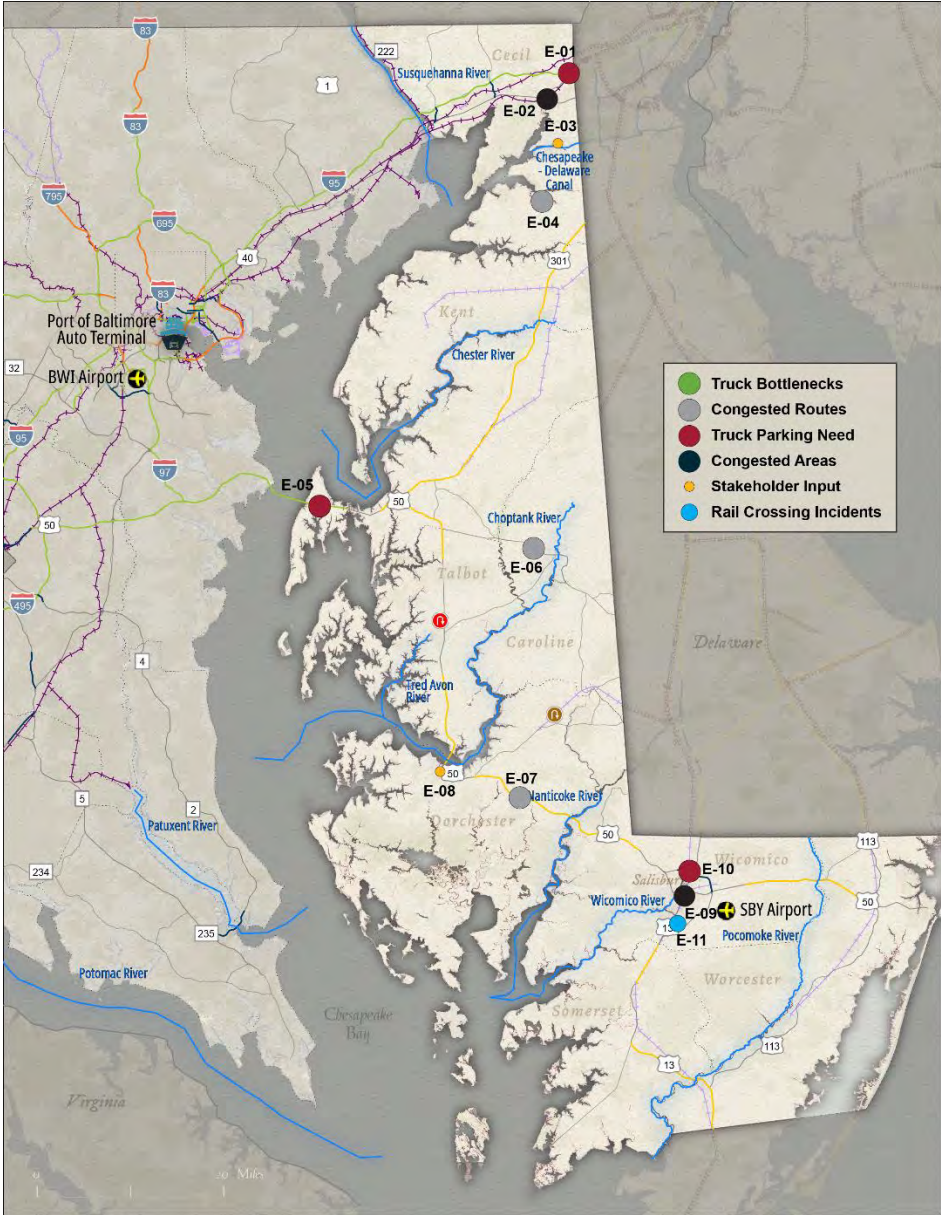 83
222
Cecil
E-01
Susquehanna River
1
E-02
83
E-03
Chesapeake
- Delaware
Canal
95
795
695
E-04
40
301
83
Kent
Port of Baltimore
Auto Terminal
Chester River
32
BWI Airport
Truck Bottlenecks
Congested Routes
Truck Parking Need
Congested Areas
Stakeholder Input
Rail Crossing Incidents
95
97
E-05
50
50
Choptank River
E-06
Talbot
495
Caroline
Delaware
4
1
Tred Avon
River
50
E-08
E-07
Nanticoke River
5
2
Patuxent River
Dorchester
50
113
Wicomico
234
E-10
Salisbury
50
Wicomico River
E-09
SBY Airport
235
13
E-11
Pocomoke River
Potomac River
Worcester
Chesapeake
Bay
Somerset
113
13
Virginia
0
20 Miles